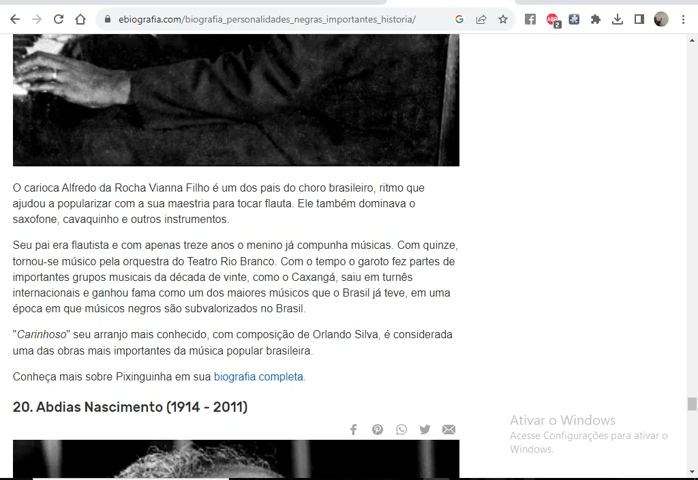 ebiografia.com/biografia_personalidades_negras_importantes_historia/
2
O carioca Alfredo da Rocha Vianna Filho é um dos pais do choro brasileiro, ritmo que
ajudou a popularizar com a sua maestria para tocar flauta. Ele também dominava o
saxofone, cavaquinho e outros instrumentos.
Seu pai era flautista e com apenas treze anos o menino já compunha músicas. Com quinze,
tornou-se músico pela orquestra do Teatro Rio Branco. Com o tempo o garoto fez partes de
importantes grupos musicais da década de vinte, como o Caxangá, saiu em turnês
internacionais e ganhou fama como um dos maiores músicos que o Brasil já teve, em uma
época em que músicos negros são subvalorizados no Brasil.
"Carinhoso" seu arranjo mais conhecido, com composição de Orlando Silva, é considerada
uma das obras mais importantes da música popular brasileira.
Conheça mais sobre Pixinguinha em sua biografia completa.
20. Abdias Nascimento (1914 - 2011)
Ativar o Windows
Acesse Configurações para ativar o
Windows.